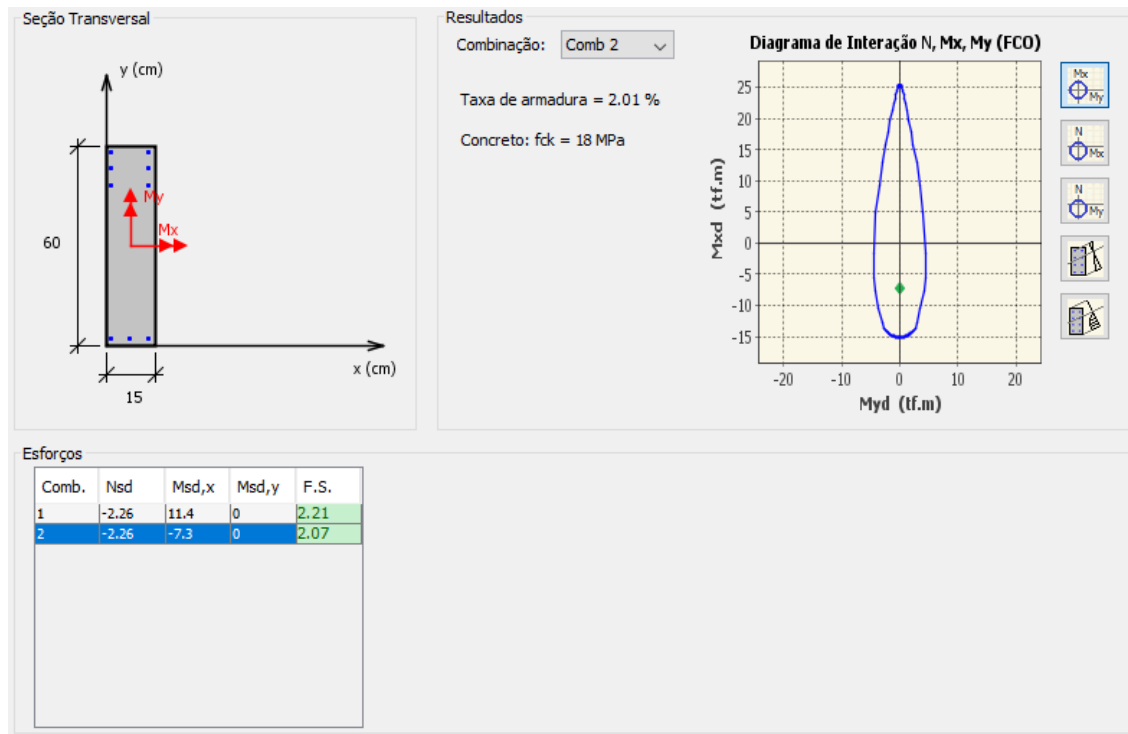 Seção Transversal
y (cm)
My
Mx
60
15
x (cm)
Resultados
Combinação: Comb 2
Taxa de armadura = 2.01 %
Concreto: fck = 18 MPa
Diagrama de Interação N, Mx, My (FCO)
25
20
15
10
5
0
-5
-10
-15
Mxd (tf.m)
-20 -10 0 10 20
Myd (tf.m)
Mx
My
N
Mx
N
My
Esforços
Comb. Nsd Msd,x Msd,y F.S.
1 -2.26 11.4 0 2.21
2 -2.26 -7.3 0 2.07